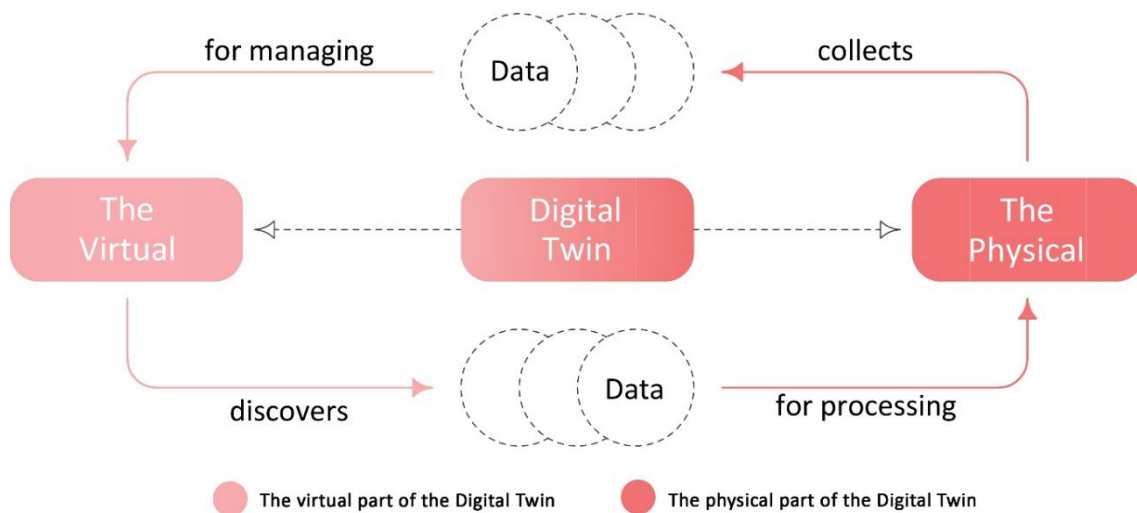 for managing
Data
collects
The
Virtual
Digital
Twin
The
Physical
discovers
Data
for processing
The virtual part of the Digital Twin
The physical part of the Digital Twin